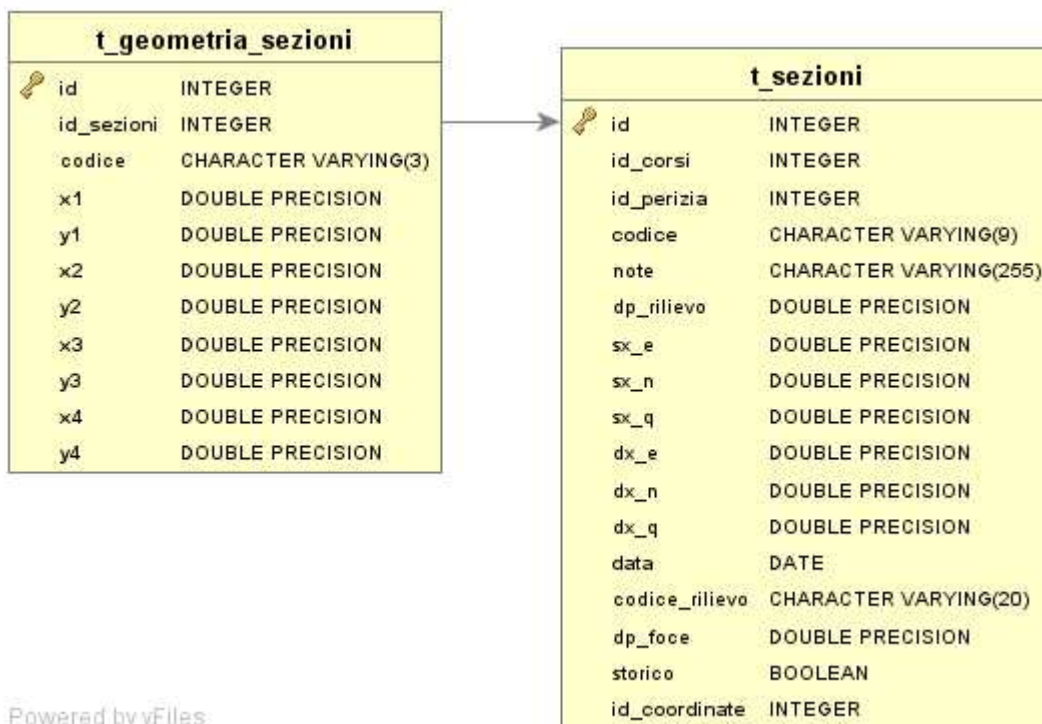 t_geometria_sezioni
id INTEGER
id_sezioni INTEGER
codice CHARACTER VARYING(3)
x1 DOUBLE PRECISION
y1 DOUBLE PRECISION
x2 DOUBLE PRECISION
y2 DOUBLE PRECISION
x3 DOUBLE PRECISION
y3 DOUBLE PRECISION
x4 DOUBLE PRECISION
y4 DOUBLE PRECISION
t_sezioni
id INTEGER
id_corsi INTEGER
id_perizia INTEGER
codice CHARACTER VARYING(9)
note CHARACTER VARYING(255)
dp_rilievo DOUBLE PRECISION
sx_e DOUBLE PRECISION
sx_n DOUBLE PRECISION
sx_q DOUBLE PRECISION
dx_e DOUBLE PRECISION
dx_n DOUBLE PRECISION
dx_q DOUBLE PRECISION
data DATE
codice_rilievo CHARACTER VARYING(20)
dp_foce DOUBLE PRECISION
storico BOOLEAN
id_coordinate INTEGER
Powered by yFiles